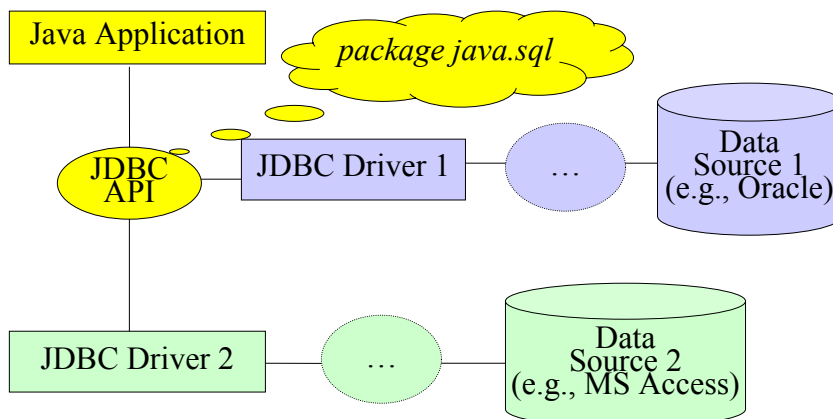 Java Application
package java.sql
JDBC
API
JDBC Driver 1
…
Data
Source 1
(e.g., Oracle)
JDBC Driver 2
…
Data
Source 2
(e.g., MS Access)